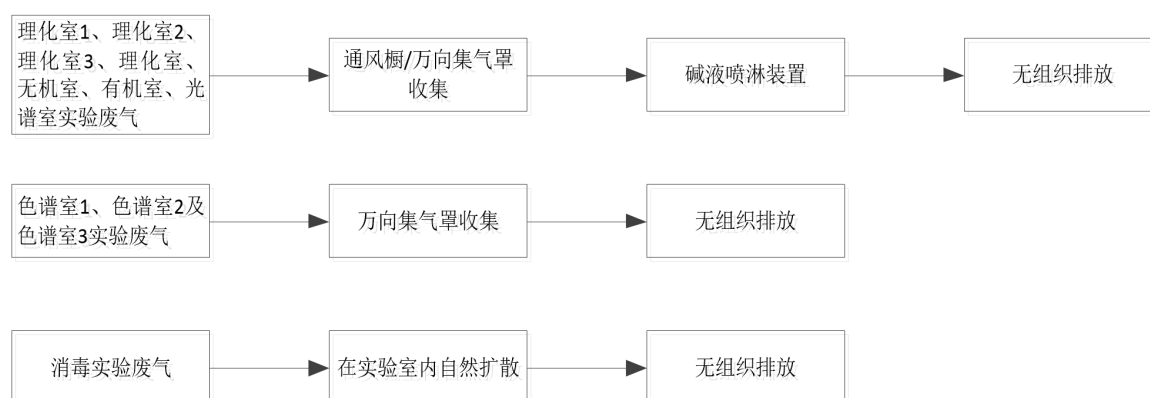 理化室1、理化室2、
理化室3、理化室、
无机室、有机室、光
谱室实验废气
通风橱/万向集气罩
收集
碱液喷淋装置
无组织排放
色谱室1、色谱室2及
色谱室3实验废气
万向集气罩收集
无组织排放
消毒实验废气
在实验室内自然扩散
无组织排放